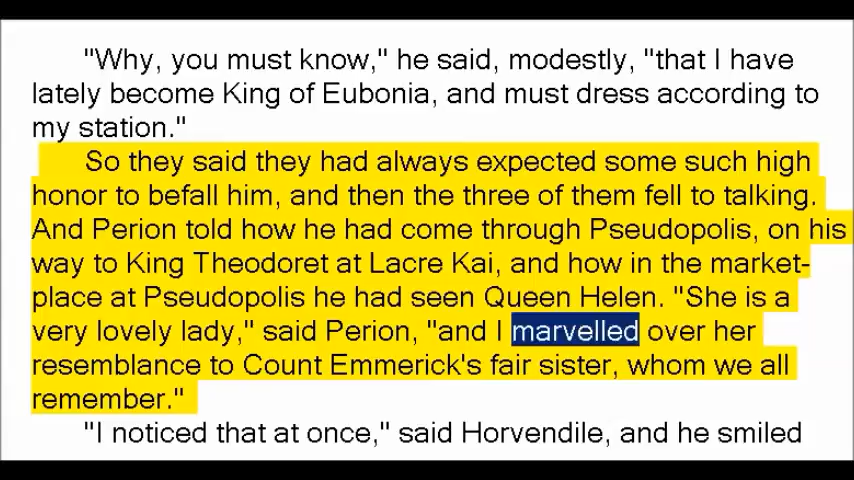 "Why, you must know," he said, modestly, "that I have
lately become King of Eubonia, and must dress according to
my station."
So they said they had always expected some such high
honor to befall him, and then the three of them fell to talking.
And Perion told how he had come through Pseudopolis, on his
way to King Theodoret at Lacre Kai, and how in the market-
place at Pseudopolis he had seen Queen Helen. "She is a
very lovely lady," said Perion, "and I marvelled over her
resemblance to Count Emmerick's fair sister, whom we all
remember."
"I noticed that at once," said Horvendile, and he smiled